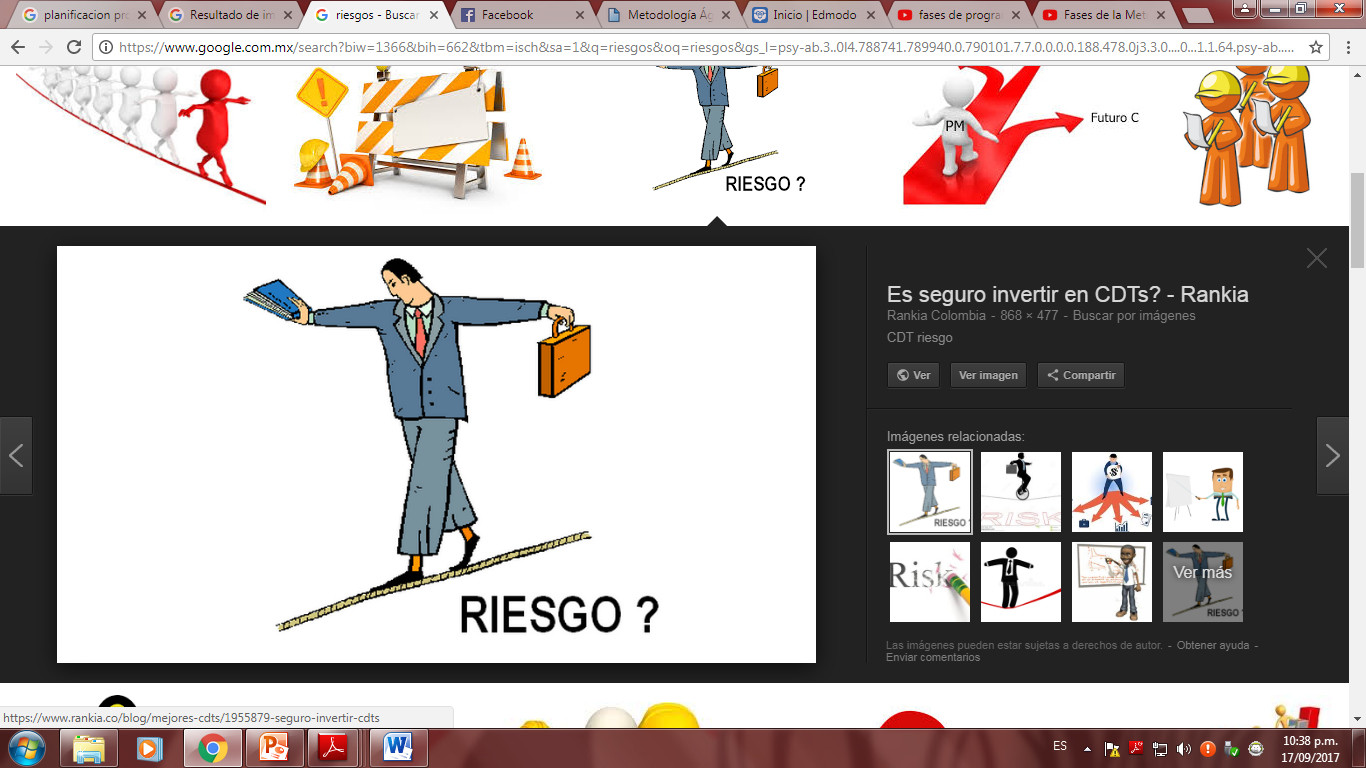 planificacion pro
Resultado de im
riesgos - Buscar
Facebook
Metodología Ág
Inicio | Edmodo
fases de progra
Fases de la Met
https://www.google.com.mx/search?biw=1366&bih=662&tbm=isch&sa=1&q=riesgos&oq=riesgos&gs_l=psy-ab.3..0l4.788741.789940.0.790101.7.7.0.0.0.0.188.478.0j3.3.0....0...1.1.64.psy-ab.....
PM
Futuro C
RIESGO ?
RIESGO ?
Es seguro invertir en CDTs? - Rankia
Rankia Colombia - 868 × 477 - Buscar por imágenes
CDT riesgo
Ver
Ver imagen
Compartir
Imágenes relacionadas:
RIESGO ?
RISK
Risk
Ver más
RIESGO ?
Las imágenes pueden estar sujetas a derechos de autor. - Obtener ayuda -
Enviar comentarios
https://www.rankia.co/blog/mejores-cdts/1955879-seguro-invertir-cdts
ES
10:38 p.m.
17/09/2017